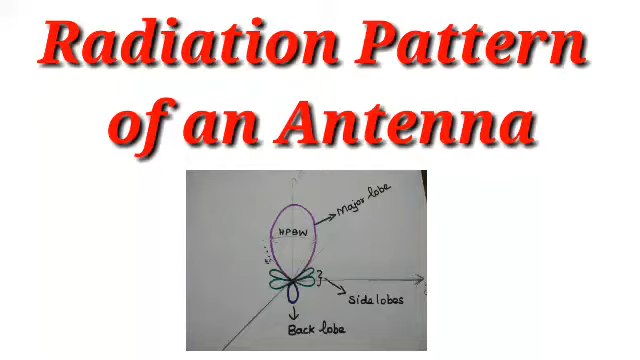 Radiation Pattern
of an Antenna
Major lobe
HPBW
Side lobes
Back lobe